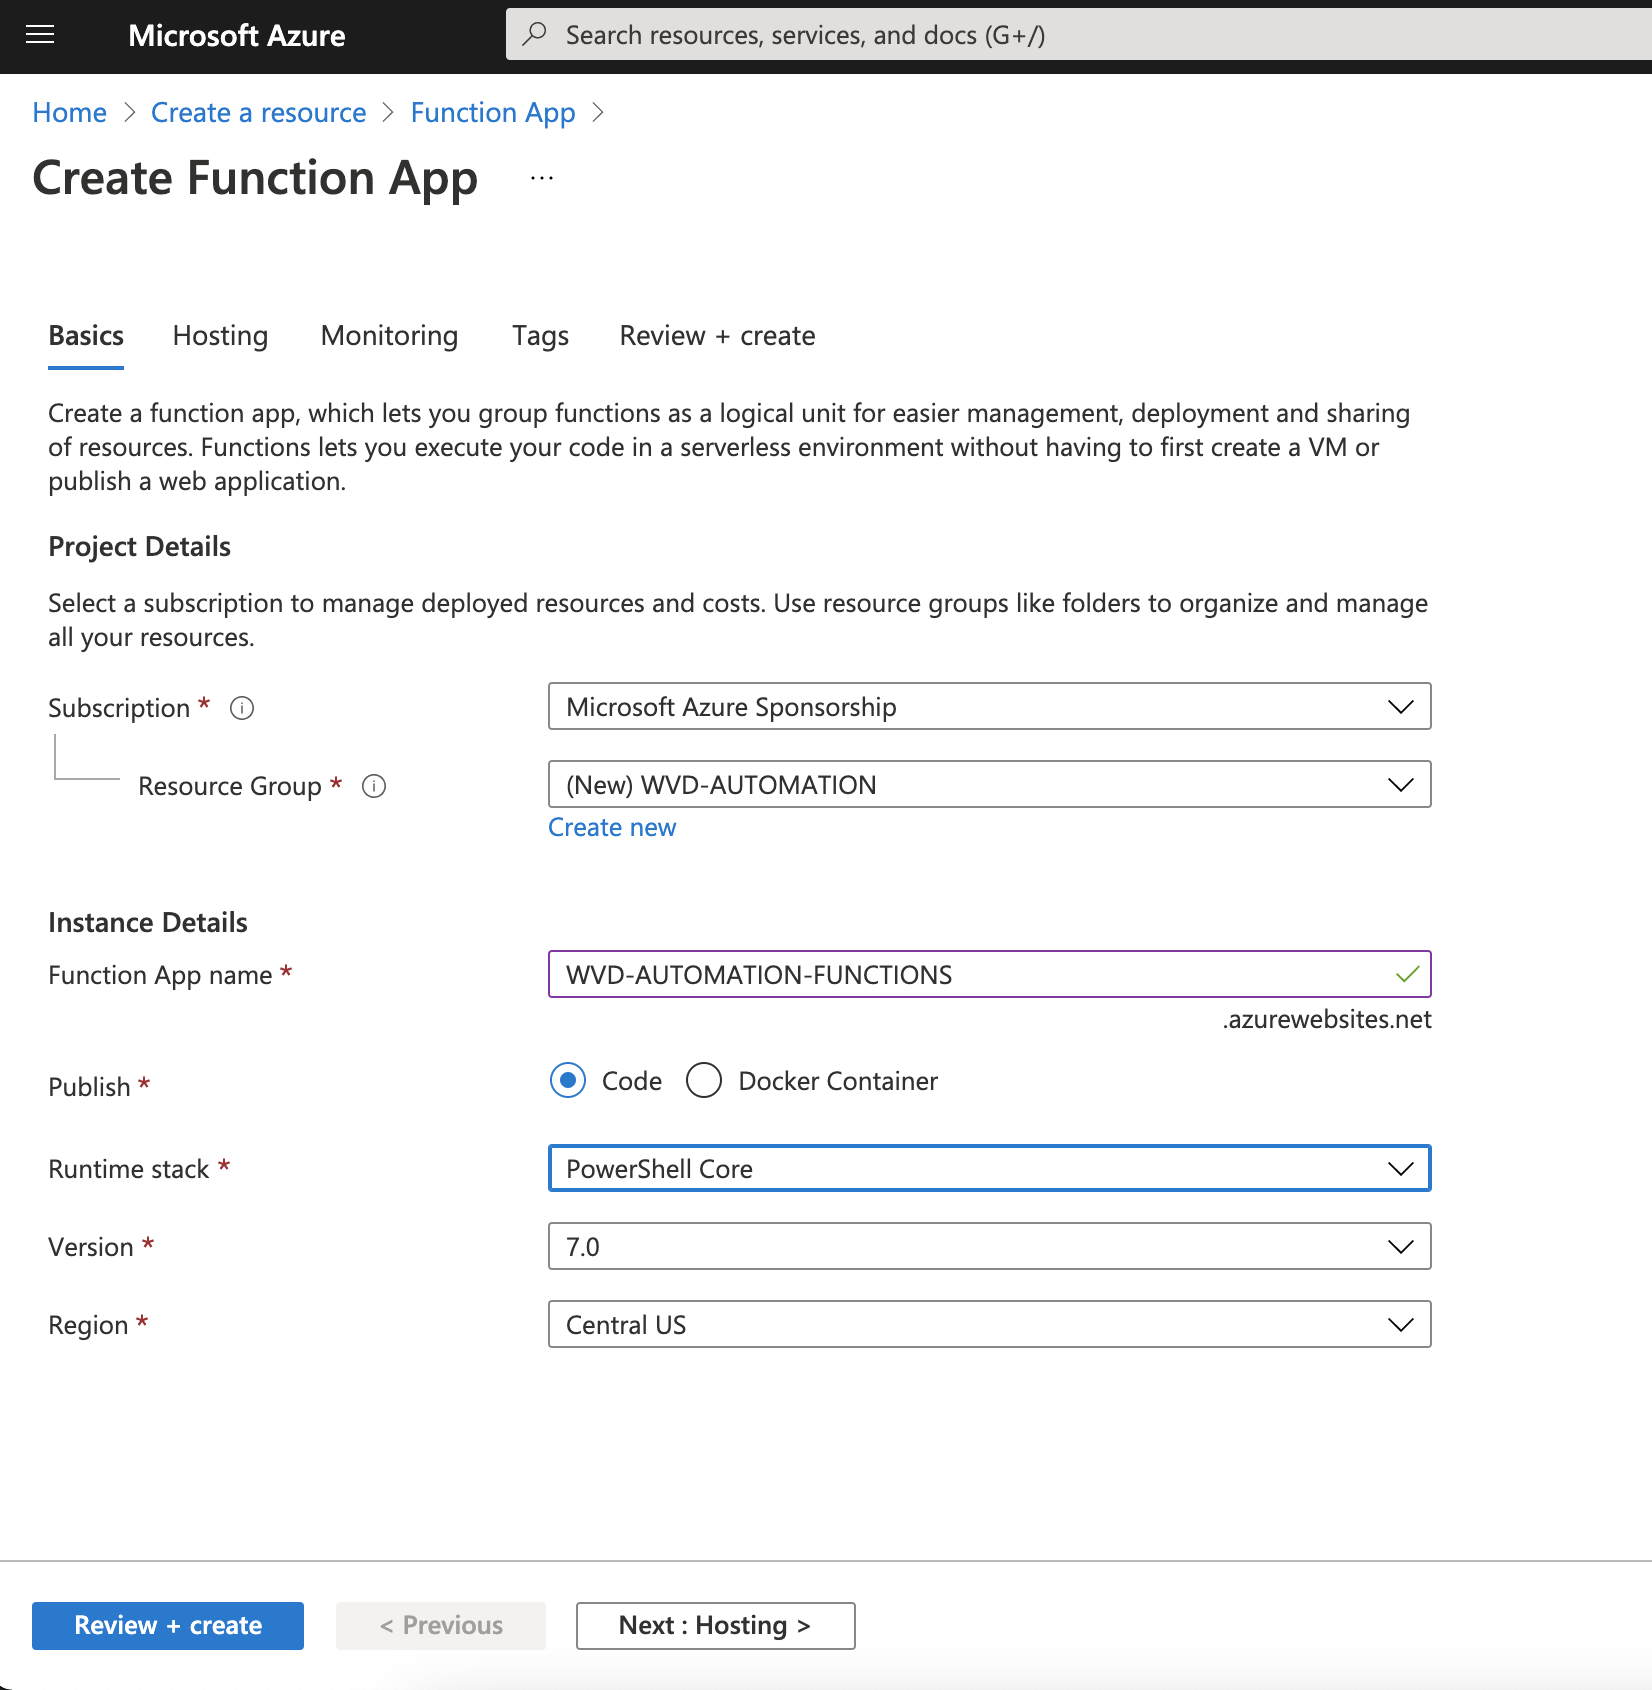 Microsoft Azure
Search resources, services, and docs (G+/)
Home > Create a resource > Function App >
Create Function App ...
Basics Hosting Monitoring Tags Review + create
Create a function app, which lets you group functions as a logical unit for easier management, deployment and sharing
of resources. Functions lets you execute your code in a serverless environment without having to first create a VM or
publish a web application.
Project Details
Select a subscription to manage deployed resources and costs. Use resource groups like folders to organize and manage
all your resources.
Subscription * Microsoft Azure Sponsorship
Resource Group * (New) WVD-AUTOMATION
Create new
Instance Details
Function App name * WVD-AUTOMATION-FUNCTIONS
.azurewebsites.net
Publish * Code Docker Container
Runtime stack * PowerShell Core
Version * 7.0
Region * Central US
Review + create < Previous Next : Hosting >